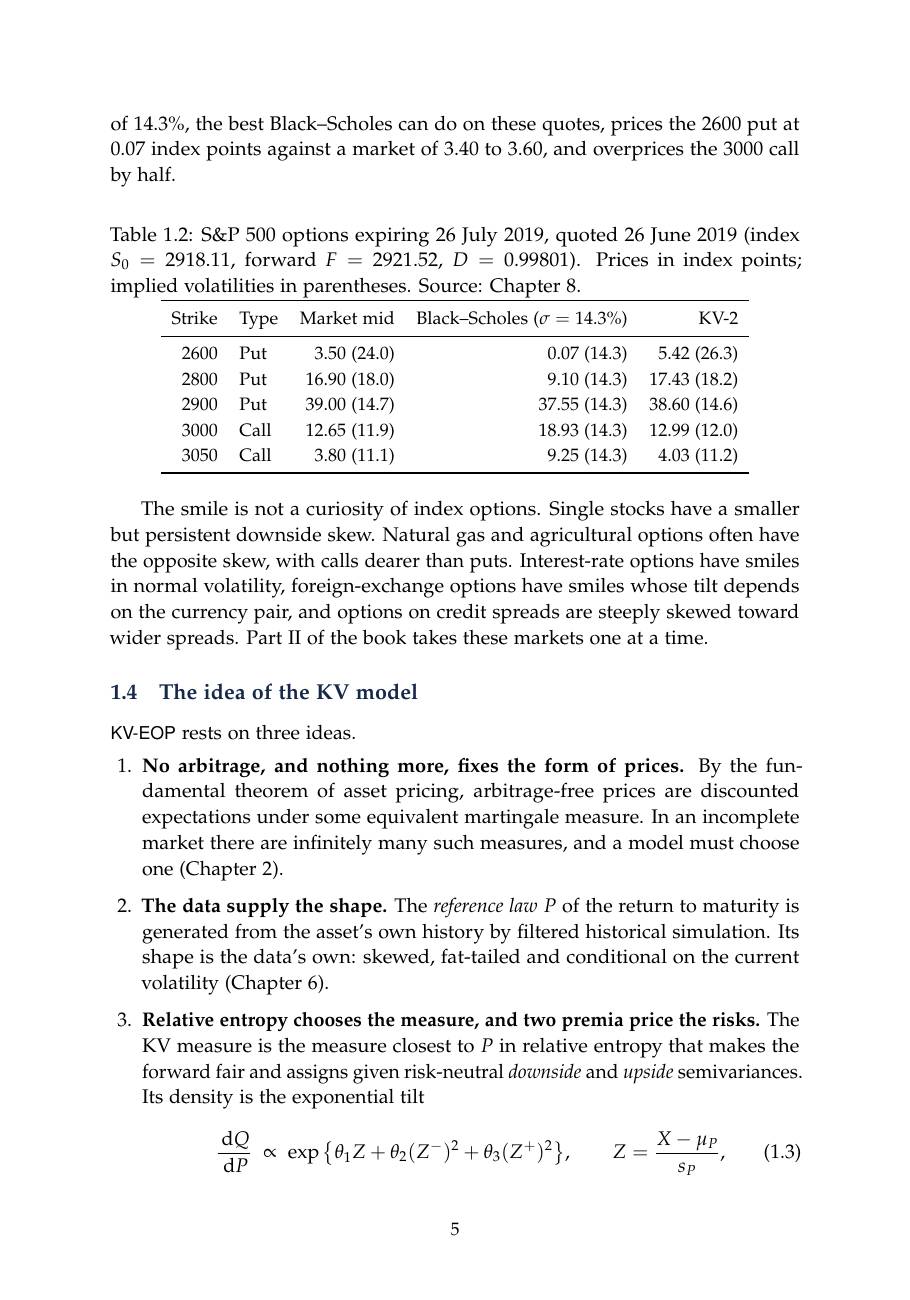 of 14.3%, the best Black–Scholes can do on these quotes, prices the 2600 put at
0.07 index points against a market of 3.40 to 3.60, and overprices the 3000 call
by half.
Table 1.2: S&P 500 options expiring 26 July 2019, quoted 26 June 2019 (index
S₀ = 2918.11, forward F = 2921.52, D = 0.99801). Prices in index points;
implied volatilities in parentheses. Source: Chapter 8.
Strike Type Market mid Black–Scholes (σ = 14.3%) KV-2
2600 Put 3.50 (24.0) 0.07 (14.3) 5.42 (26.3)
2800 Put 16.90 (18.0) 9.10 (14.3) 17.43 (18.2)
2900 Put 39.00 (14.7) 37.55 (14.3) 38.60 (14.6)
3000 Call 12.65 (11.9) 18.93 (14.3) 12.99 (12.0)
3050 Call 3.80 (11.1) 9.25 (14.3) 4.03 (11.2)
The smile is not a curiosity of index options. Single stocks have a smaller
but persistent downside skew. Natural gas and agricultural options often have
the opposite skew, with calls dearer than puts. Interest-rate options have smiles
in normal volatility, foreign-exchange options have smiles whose tilt depends
on the currency pair, and options on credit spreads are steeply skewed toward
wider spreads. Part II of the book takes these markets one at a time.
1.4 The idea of the KV model
KV-EOP rests on three ideas.
1. No arbitrage, and nothing more, fixes the form of prices. By the fun-
damental theorem of asset pricing, arbitrage-free prices are discounted
expectations under some equivalent martingale measure. In an incomplete
market there are infinitely many such measures, and a model must choose
one (Chapter 2).
2. The data supply the shape. The reference law P of the return to maturity is
generated from the asset's own history by filtered historical simulation. Its
shape is the data's own: skewed, fat-tailed and conditional on the current
volatility (Chapter 6).
3. Relative entropy chooses the measure, and two premia price the risks. The
KV measure is the measure closest to P in relative entropy that makes the
forward fair and assigns given risk-neutral downside and upside semivariances.
Its density is the exponential tilt
dQ/dP ∝ exp{θ₁Z + θ₂(Z⁻)² + θ₃(Z⁺)²}, Z = (X − μ_P)/s_P, (1.3)
5